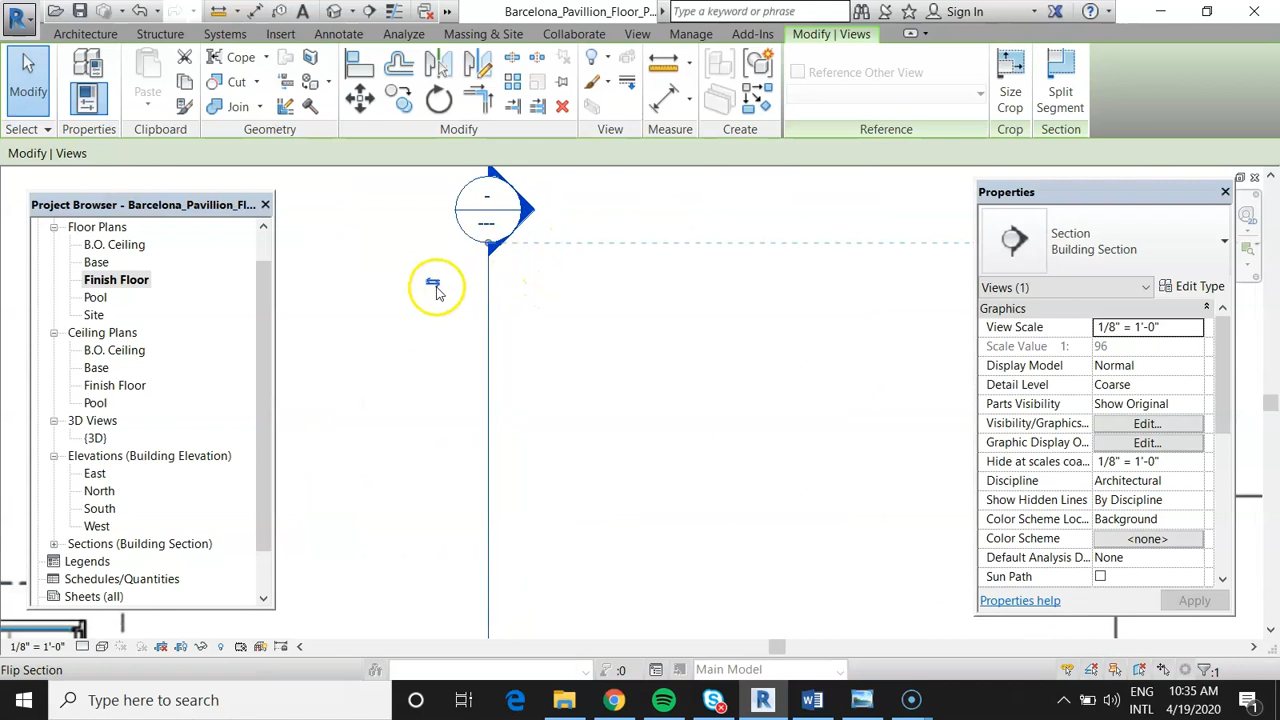 Barcelona_Pavillion_Floor_P...
Type a keyword or phrase
Sign In
Architecture Structure Systems Insert Annotate Analyze Massing & Site Collaborate View Manage Add-Ins Modify | Views
Modify
Paste
Cope
Cut
Join
Reference Other View
Size Crop
Split Segment
Select Properties Clipboard Geometry Modify View Measure Create Reference Crop Section
Modify | Views
Project Browser - Barcelona_Pavillion_Fl...
Floor Plans
B.O. Ceiling
Base
Finish Floor
Pool
Site
Ceiling Plans
B.O. Ceiling
Base
Finish Floor
Pool
3D Views
{3D}
Elevations (Building Elevation)
East
North
South
West
Sections (Building Section)
Legends
Schedules/Quantities
Sheets (all)
-
---
Properties
Section
Building Section
Views (1) Edit Type
Graphics
View Scale 1/8" = 1'-0"
Scale Value 1: 96
Display Model Normal
Detail Level Coarse
Parts Visibility Show Original
Visibility/Graphics... Edit...
Graphic Display O... Edit...
Hide at scales coa... 1/8" = 1'-0"
Discipline Architectural
Show Hidden Lines By Discipline
Color Scheme Loc... Background
Color Scheme <none>
Default Analysis D... None
Sun Path
Properties help Apply
1/8" = 1'-0"
Flip Section
:0
Main Model
:1
Type here to search
ENG
INTL
10:35 AM
4/19/2020